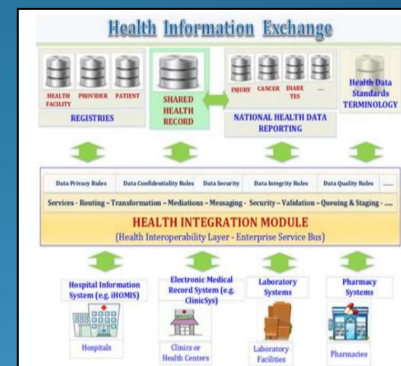 Health Information Exchange
HEALTH FACILITY
PROVIDER
PATIENT
REGISTRIES
SHARED
HEALTH
RECORD
INJURY
CANCER
DIABE
TES
...
NATIONAL HEALTH DATA
REPORTING
Health Data
Standards
TERMINOLOGY
Data Privacy Rules Data Confidentiality Rules Data Security Data Integrity Rules Data Quality Rules ......
Services - Routing – Transformation – Mediations – Messaging - Security – Validation – Queuing & Staging - .....
HEALTH INTEGRATION MODULE
(Health Interoperability Layer - Enterprise Service Bus)
Hospital Information
System (e.g. iHOMIS)
Hospitals
Electronic Medical
Record System (e.g.
ClinicSys)
Clinics or
Health Centers
Laboratory
Systems
Laboratory
Facilities
Pharmacy
Systems
Pharmacies